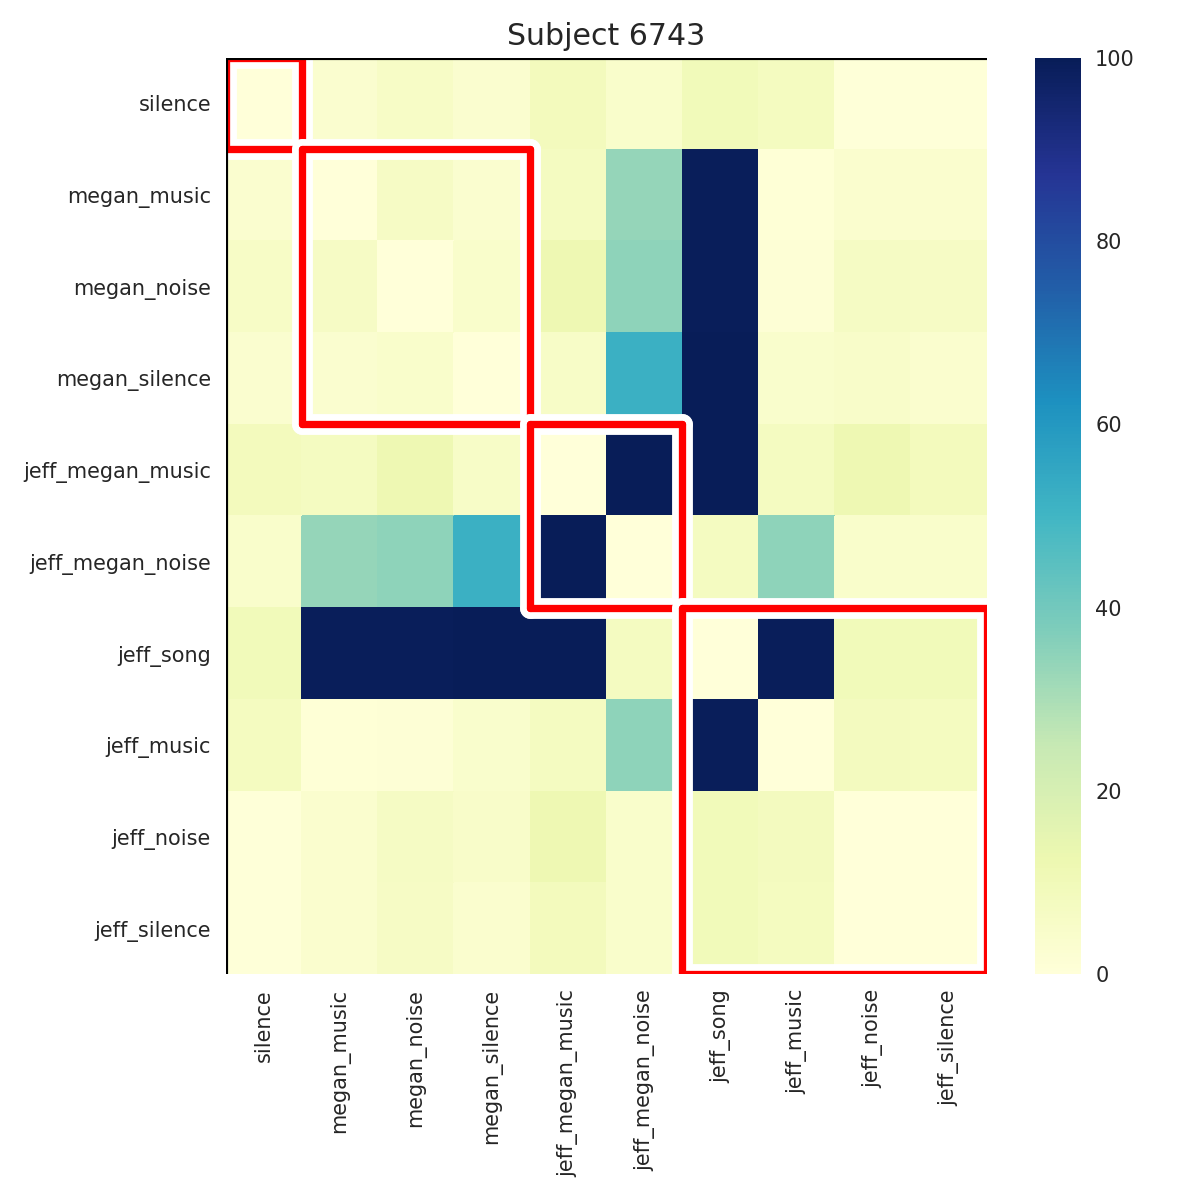 Subject 6743
silence
megan_music
megan_noise
megan_silence
jeff_megan_music
jeff_megan_noise
jeff_song
jeff_music
jeff_noise
jeff_silence
silence
megan_music
megan_noise
megan_silence
jeff_megan_music
jeff_megan_noise
jeff_song
jeff_music
jeff_noise
jeff_silence
100
80
60
40
20
0